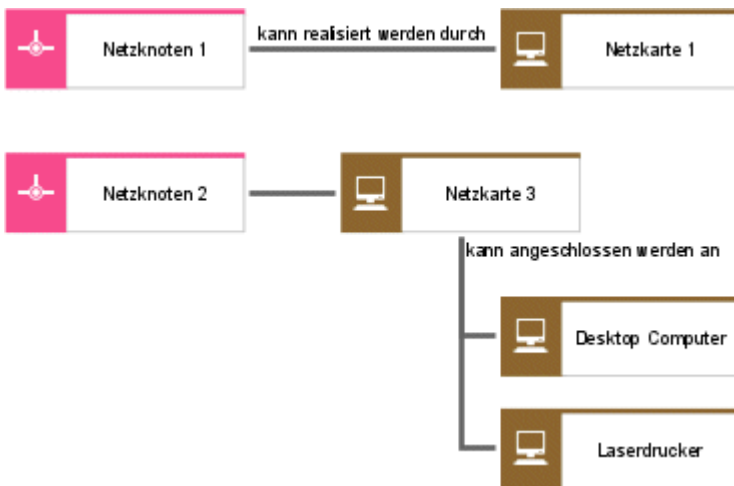 Netzknoten 1
kann realisiert werden durch
Netzkarte 1
Netzknoten 2
Netzkarte 3
kann angeschlossen werden an
Desktop Computer
Laserdrucker